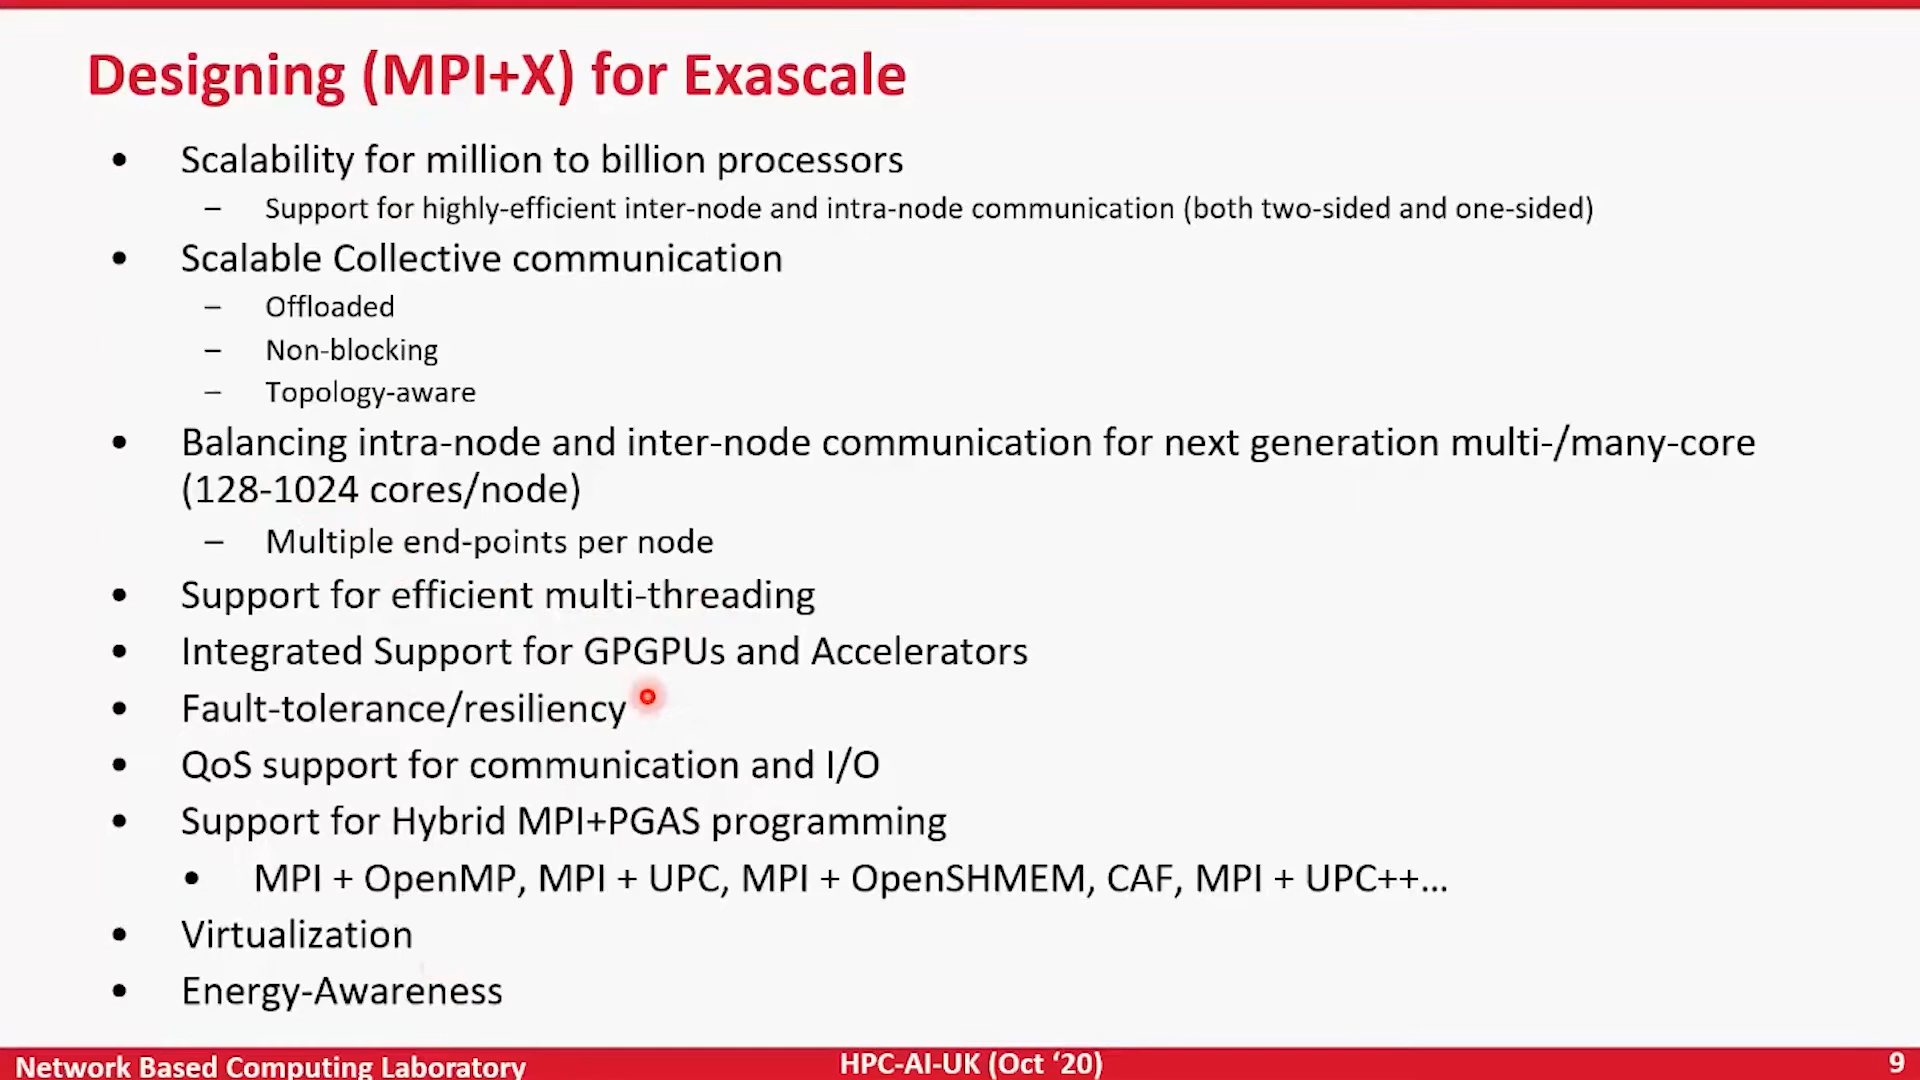 Designing (MPI+X) for Exascale
• Scalability for million to billion processors
– Support for highly-efficient inter-node and intra-node communication (both two-sided and one-sided)
• Scalable Collective communication
– Offloaded
– Non-blocking
– Topology-aware
• Balancing intra-node and inter-node communication for next generation multi-/many-core
(128-1024 cores/node)
– Multiple end-points per node
• Support for efficient multi-threading
• Integrated Support for GPGPUs and Accelerators
• Fault-tolerance/resiliency
• QoS support for communication and I/O
• Support for Hybrid MPI+PGAS programming
• MPI + OpenMP, MPI + UPC, MPI + OpenSHMEM, CAF, MPI + UPC++…
• Virtualization
• Energy-Awareness
Network Based Computing Laboratory
HPC-AI-UK (Oct ‘20)
9